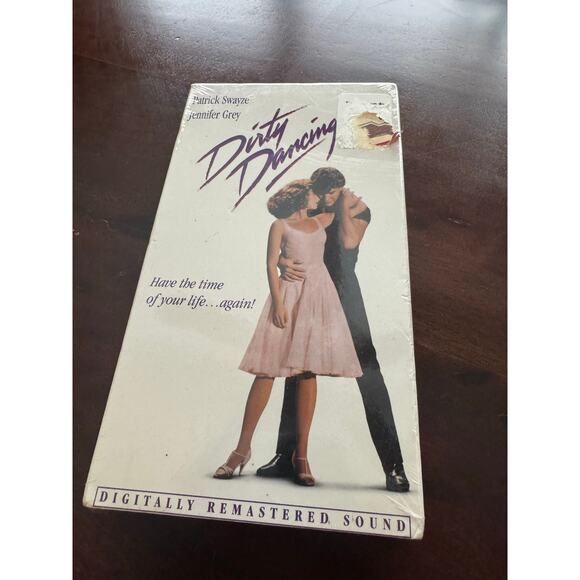 Patrick Swayze
Jennifer Grey
Dirty
Dancing
Have the time
of your life...again!
DIGITALLY REMASTERED SOUND